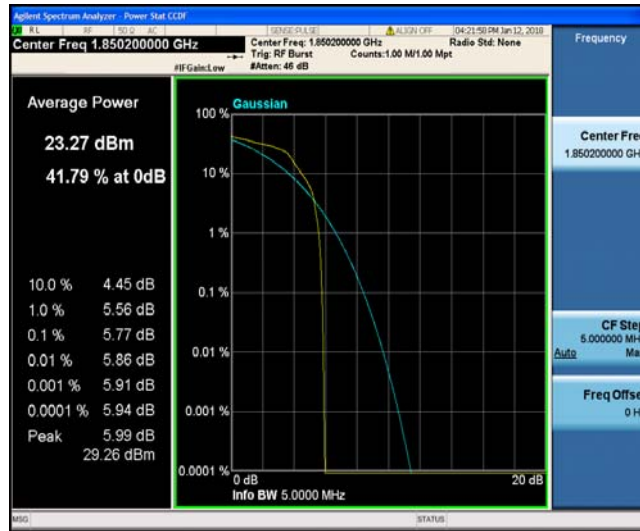 Agilent Spectrum Analyzer - Power Stat CCDF
RL RF 50 Ω AC SENSE:PULSE ALIGN OFF 04:21:50 PM Jan 12, 2018
Center Freq 1.850200000 GHz
Center Freq: 1.850200000 GHz Radio Std: None
Trig: RF Burst Counts:1.00 M/1.00 Mpt
#IFGain:Low #Atten: 46 dB
Frequency
Average Power
23.27 dBm
41.79 % at 0dB
10.0 % 4.45 dB
1.0 % 5.56 dB
0.1 % 5.77 dB
0.01 % 5.86 dB
0.001 % 5.91 dB
0.0001 % 5.94 dB
Peak 5.99 dB
29.26 dBm
Gaussian
100 %
10 %
1 %
0.1 %
0.01 %
0.001 %
0.0001 %
0 dB 20 dB
Info BW 5.0000 MHz
Center Fre
1.850200000 GH
CF Step
5.000000 MH
Auto Ma
Freq Offse
0 H
MSG STATUS